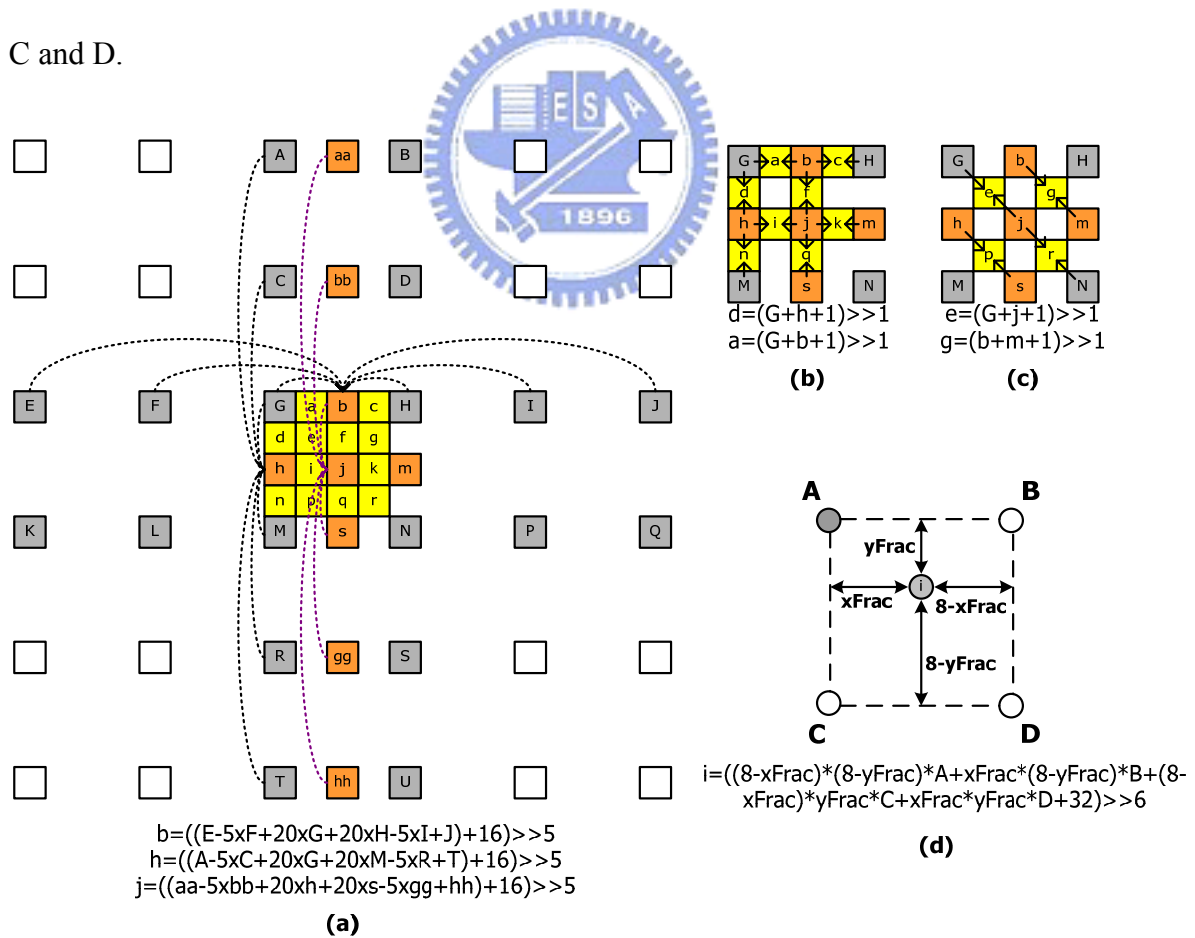 C and D.
E S A
1896
A aa B
C bb D
E F G a b c H I J
d e f g
h i j k m
n p q r
K L M s N P Q
R gg S
T hh U
b=((E-5xF+20xG+20xH-5xI+J)+16)>>5
h=((A-5xC+20xG+20xM-5xR+T)+16)>>5
j=((aa-5xbb+20xh+20xs-5xgg+hh)+16)>>5
(a)
G a b c H
d f
h i j k m
n q
M s N
d=(G+h+1)>>1
a=(G+b+1)>>1
(b)
G b H
e g
h j m
p r
M s N
e=(G+j+1)>>1
g=(b+m+1)>>1
(c)
A B
yFrac
i
xFrac 8-xFrac
8-yFrac
C D
i=((8-xFrac)*(8-yFrac)*A+xFrac*(8-yFrac)*B+(8-
xFrac)*yFrac*C+xFrac*yFrac*D+32)>>6
(d)